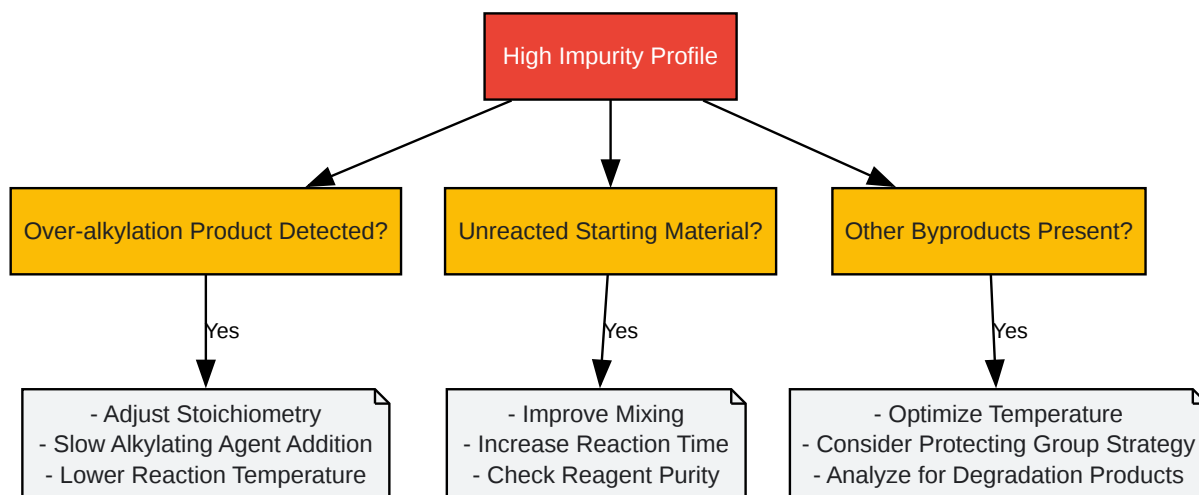 High Impurity Profile
Over-alkylation Product Detected?
Unreacted Starting Material?
Other Byproducts Present?
Yes
Yes
Yes
- Adjust Stoichiometry
- Slow Alkylating Agent Addition
- Lower Reaction Temperature
- Improve Mixing
- Increase Reaction Time
- Check Reagent Purity
- Optimize Temperature
- Consider Protecting Group Strategy
- Analyze for Degradation Products